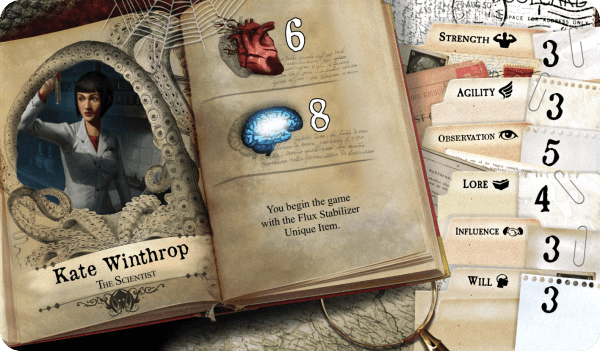 6
8
You begin the game
with the Flux Stabilizer
Unique Item.
Kate Winthrop
The Scientist
Strength 3
Agility 3
Observation 5
Lore 4
Influence 3
Will 3